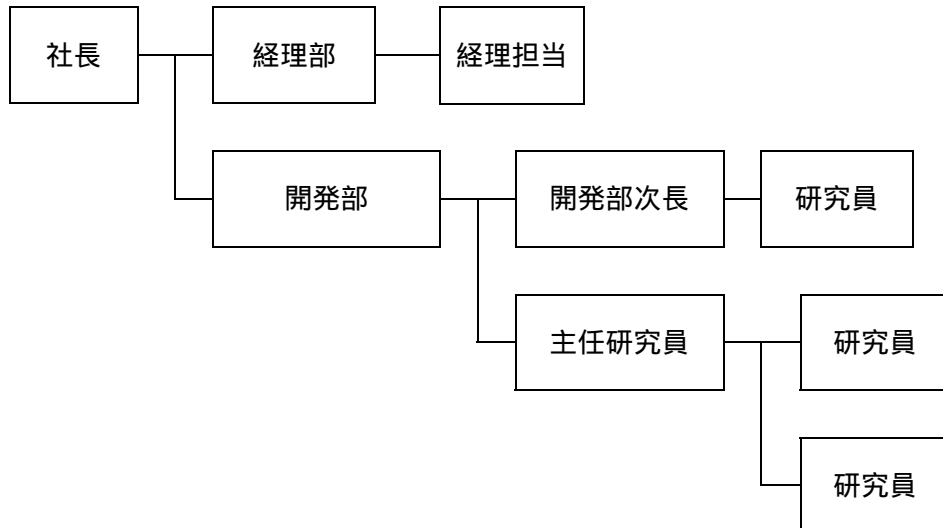 社長
経理部
経理担当
開発部
開発部次長
研究員
主任研究員
研究員
研究員